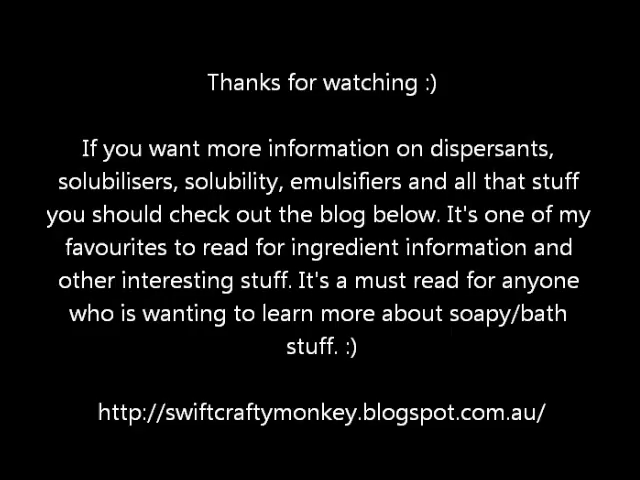 Thanks for watching :)
If you want more information on dispersants,
solubilisers, solubility, emulsifiers and all that stuff
you should check out the blog below. It's one of my
favourites to read for ingredient information and
other interesting stuff. It's a must read for anyone
who is wanting to learn more about soapy/bath
stuff. :)
http://swiftcraftymonkey.blogspot.com.au/